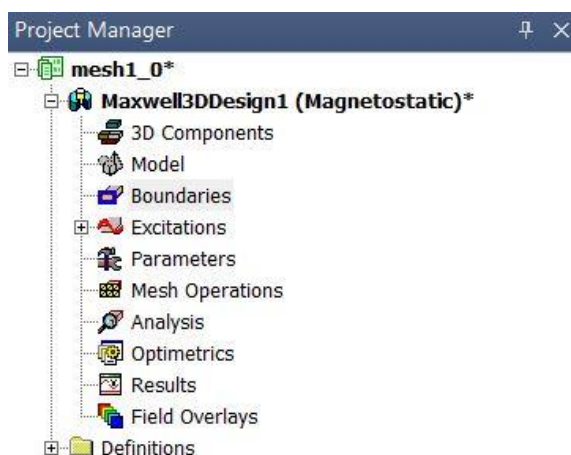 Project Manager
mesh1_0*
Maxwell3DDesign1 (Magnetostatic)*
3D Components
Model
Boundaries
Excitations
Parameters
Mesh Operations
Analysis
Optimetrics
Results
Field Overlays
Definitions